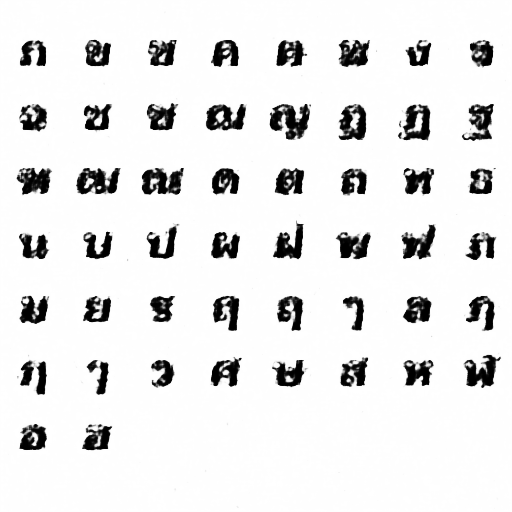 ก ข ฃ ค ฅ ฆ ง จ
ฉ ช ซ ฌ ญ ฎ ฏ ฐ
ฑ ฒ ณ ด ต ถ ท ธ
น บ ป ผ ฝ พ ฟ ภ
ม ย ร ฤ ฤ ๅ ล ฦ
ฦ ๅ ว ศ ษ ส ห ฬ
อ ฮ